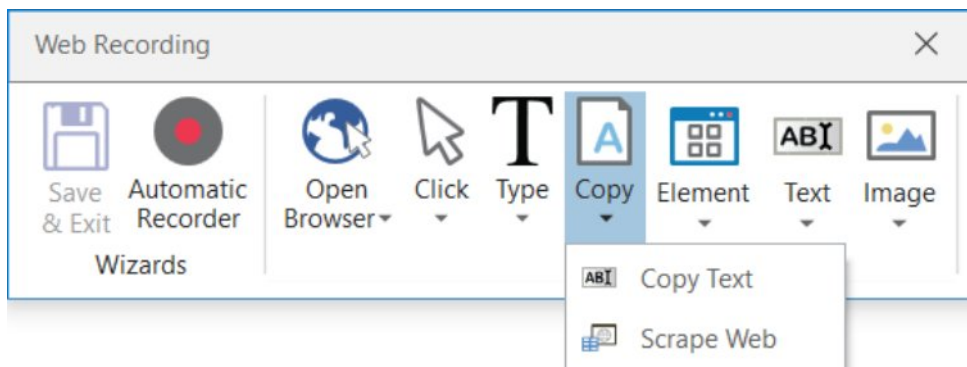 Web Recording
Save
& Exit
Automatic
Recorder
Wizards
Open
Browser
Click
Type
A
Copy
Element
ABI
Text
Image
ABI
Copy Text
Scrape Web